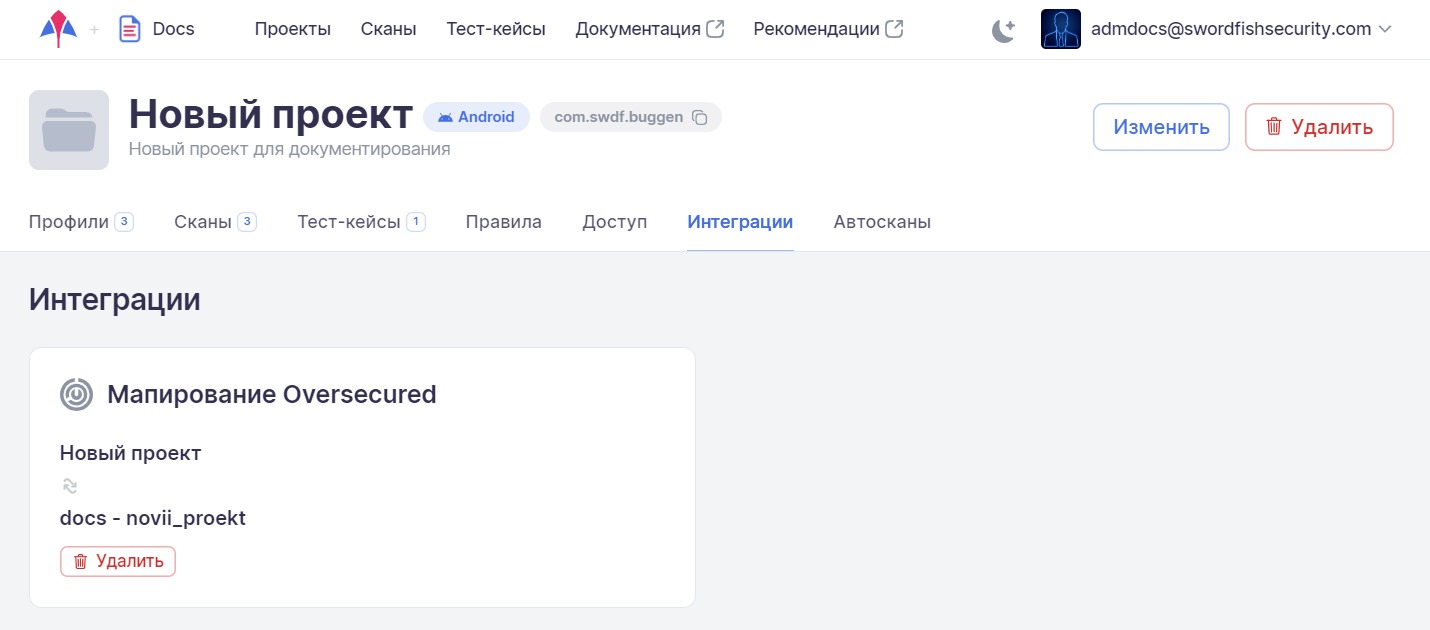 + Docs Проекты Сканы Тест-кейсы Документация Рекомендации admdocs@swordfishsecurity.com
Новый проект Android com.swdf.buggen
Новый проект для документирования
Изменить Удалить
Профили 3 Сканы 3 Тест-кейсы 1 Правила Доступ Интеграции Автосканы
Интеграции
Мапирование Oversecured
Новый проект
docs - novii_proekt
Удалить